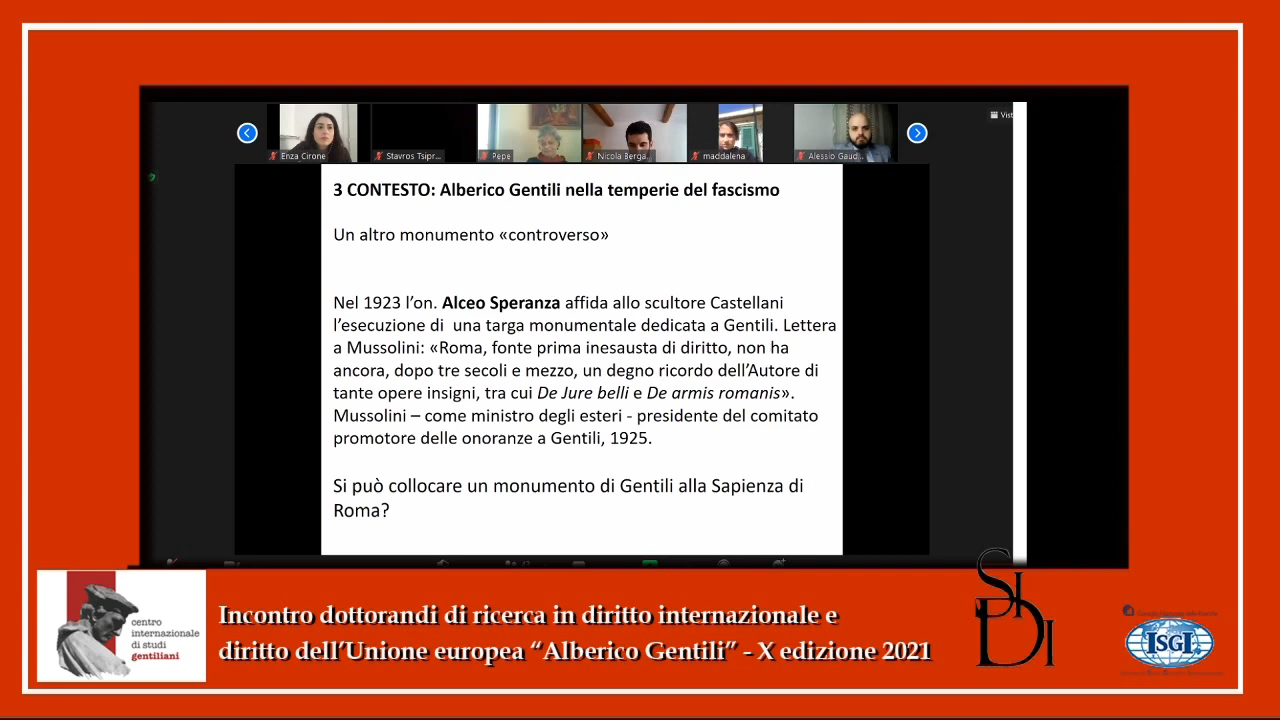 Vist
Enza Cirone
Stavros Tsipr...
Pepe
Nicola Berga...
maddalena
Alessio Gaud...
3 CONTESTO: Alberico Gentili nella temperie del fascismo
Un altro monumento «controverso»
Nel 1923 l’on. Alceo Speranza affida allo scultore Castellani
l’esecuzione di una targa monumentale dedicata a Gentili. Lettera
a Mussolini: «Roma, fonte prima inesausta di diritto, non ha
ancora, dopo tre secoli e mezzo, un degno ricordo dell’Autore di
tante opere insigni, tra cui De Jure belli e De armis romanis».
Mussolini – come ministro degli esteri - presidente del comitato
promotore delle onoranze a Gentili, 1925.
Si può collocare un monumento di Gentili alla Sapienza di
Roma?
centro
internazionale
di studi
gentiliani
Incontro dottorandi di ricerca in diritto internazionale e
diritto dell’Unione europea “Alberico Gentili” - X edizione 2021
SIDI
ISGI